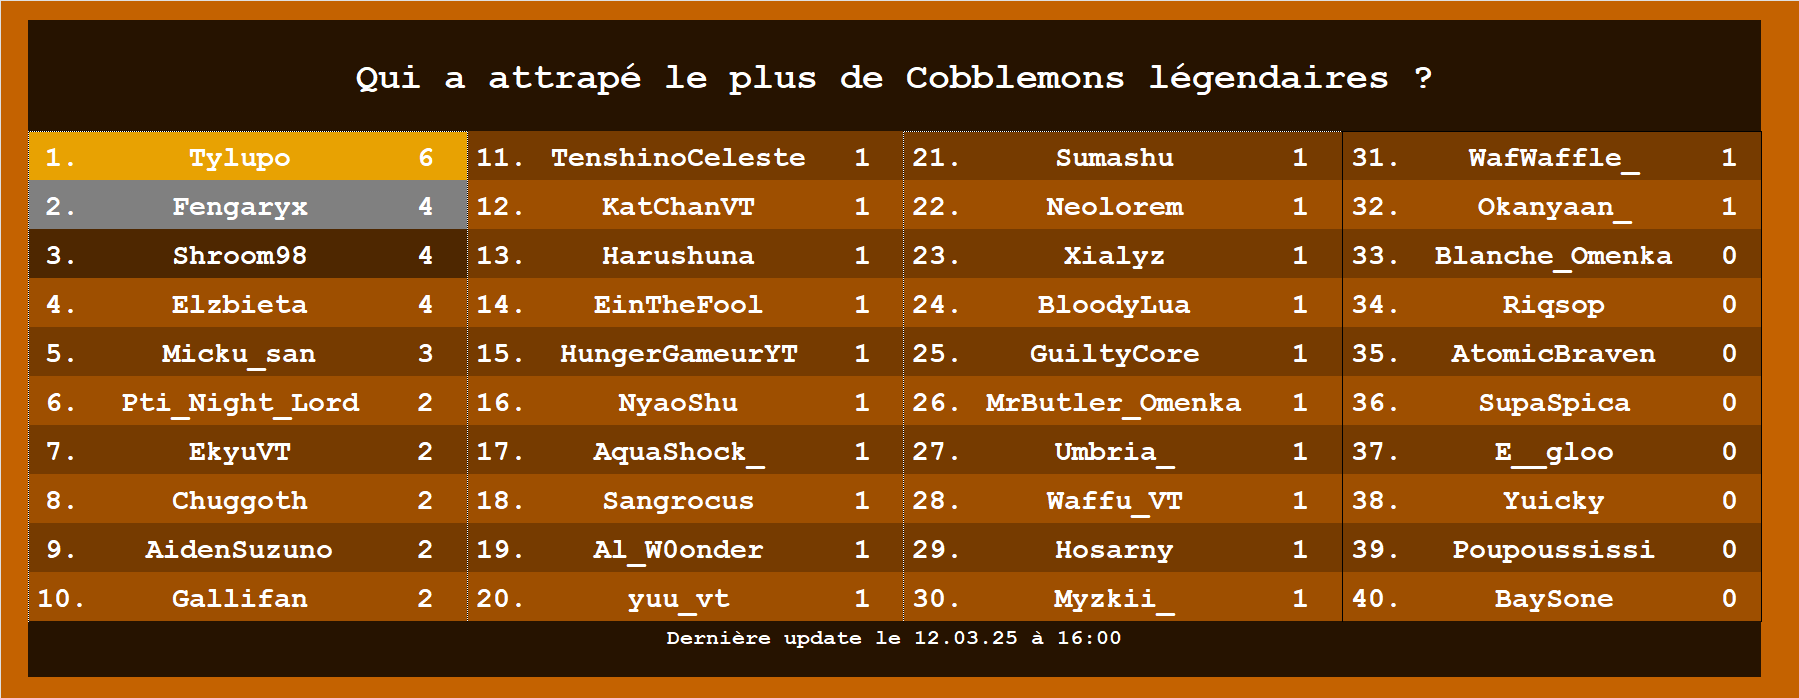 Qui a attrapé le plus de Cobblemons légendaires ?
1. Tylupo 6
2. Fengaryx 4
3. Shroom98 4
4. Elzbieta 4
5. Micku_san 3
6. Pti_Night_Lord 2
7. EkyuVT 2
8. Chuggoth 2
9. AidenSuzuno 2
10. Gallifan 2
11. TenshinoCeleste 1
12. KatChanVT 1
13. Harushuna 1
14. EinTheFool 1
15. HungerGameurYT 1
16. NyaoShu 1
17. AquaShock_ 1
18. Sangrocus 1
19. Al_W0onder 1
20. yuu_vt 1
21. Sumashu 1
22. Neolorem 1
23. Xialyz 1
24. BloodyLua 1
25. GuiltyCore 1
26. MrButler_Omenka 1
27. Umbria_ 1
28. Waffu_VT 1
29. Hosarny 1
30. Myzkii_ 1
31. WafWaffle_ 1
32. Okanyaan_ 1
33. Blanche_Omenka 0
34. Riqsop 0
35. AtomicBraven 0
36. SupaSpica 0
37. E__gloo 0
38. Yuicky 0
39. Poupoussissi 0
40. BaySone 0
Dernière update le 12.03.25 à 16:00